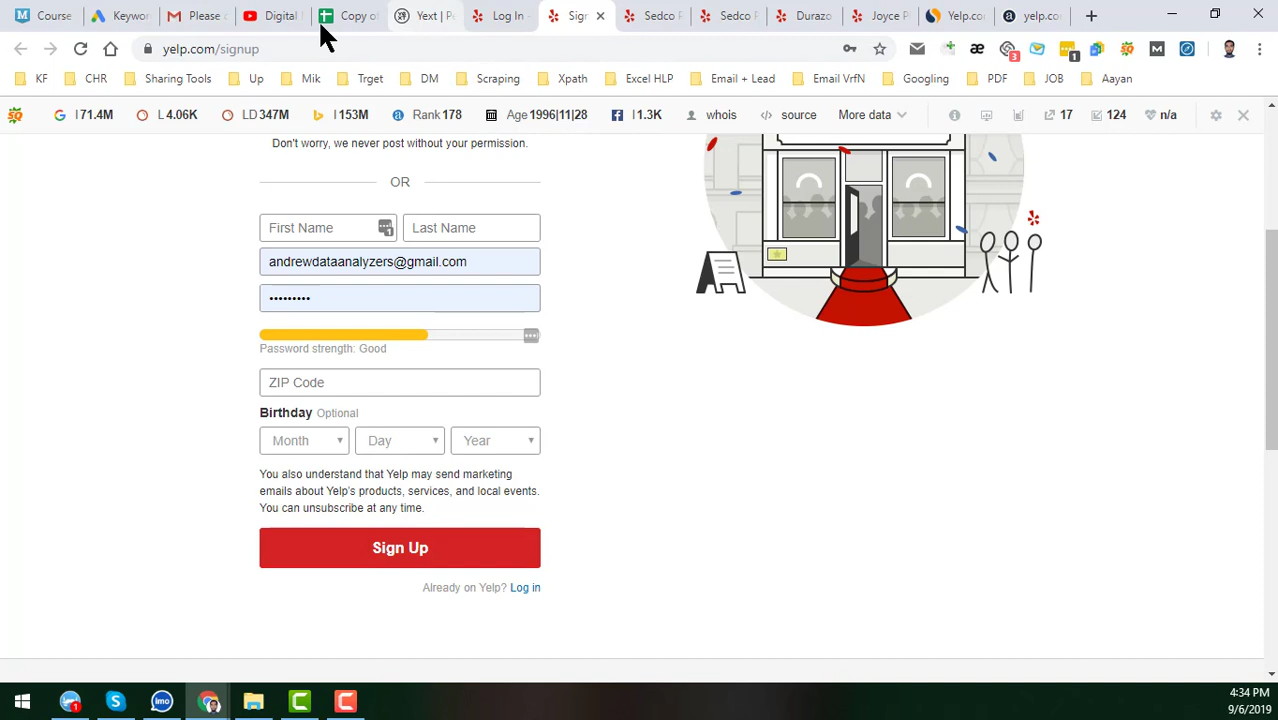 Course
Keywor
Please c
Digital
Copy of
Yext | P
Log In -
Sign
Sedco P
Sedco P
Durazo
Joyce P
Yelp.co
yelp.co
yelp.com/signup
3
1
KF
CHR
Sharing Tools
Up
Mik
Trget
DM
Scraping
Xpath
Excel HLP
Email + Lead
Email VrfN
Googling
PDF
JOB
Aayan
I 71.4M
L 4.06K
LD 347M
I 153M
Rank 178
Age 1996|11|28
I 1.3K
whois
source
More data
17
124
n/a
Don't worry, we never post without your permission.
OR
First Name
Last Name
andrewdataanalyzers@gmail.com
•••••••••
Password strength: Good
ZIP Code
Birthday Optional
Month
Day
Year
You also understand that Yelp may send marketing
emails about Yelp's products, services, and local events.
You can unsubscribe at any time.
Sign Up
Already on Yelp? Log in
4:34 PM
9/6/2019